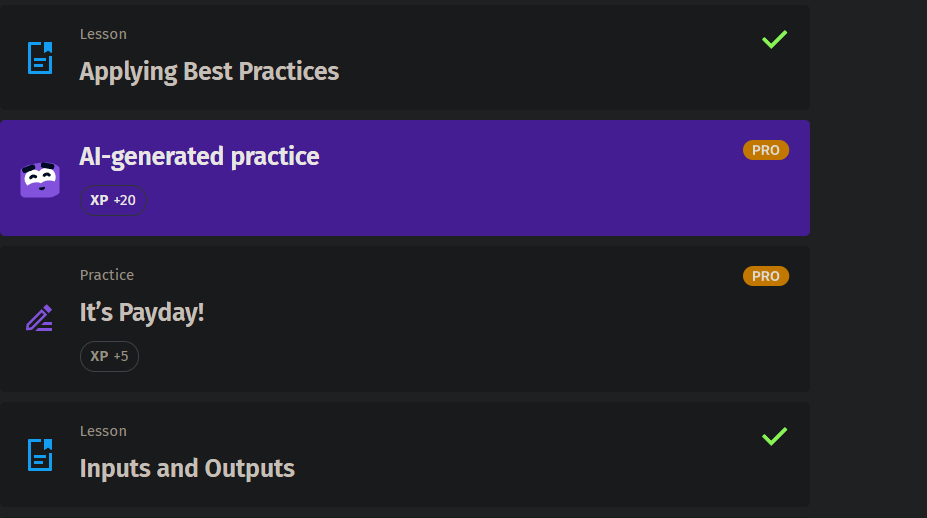 Lesson
Applying Best Practices
AI-generated practice
PRO
XP +20
Practice
PRO
It’s Payday!
XP +5
Lesson
Inputs and Outputs